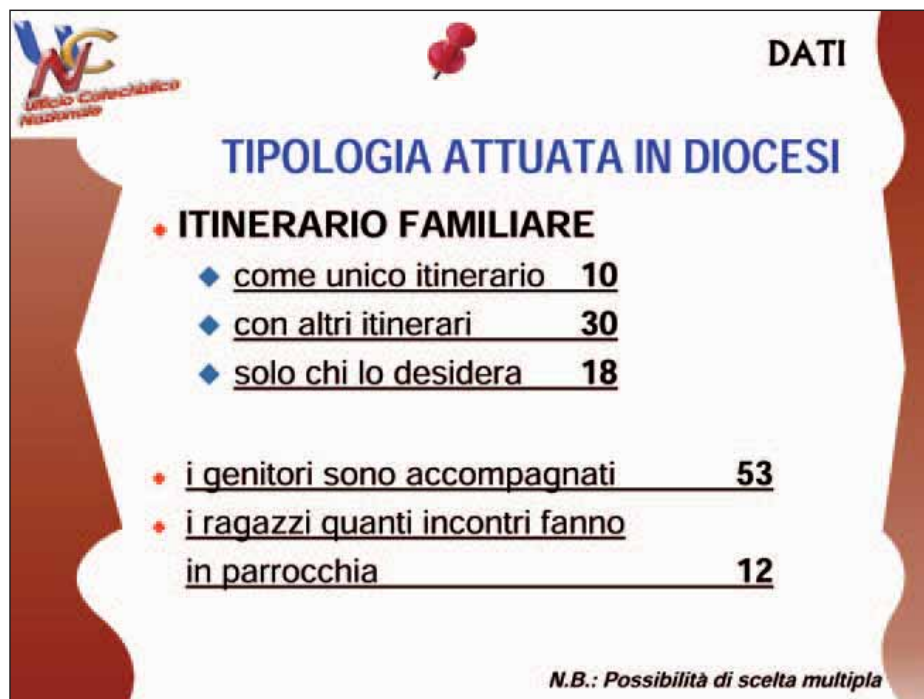 UNC
Ufficio Catechistico
Nazionale
DATI
TIPOLOGIA ATTUATA IN DIOCESI
ITINERARIO FAMILIARE
come unico itinerario 10
con altri itinerari 30
solo chi lo desidera 18
i genitori sono accompagnati 53
i ragazzi quanti incontri fanno
in parrocchia 12
N.B.: Possibilità di scelta multipla